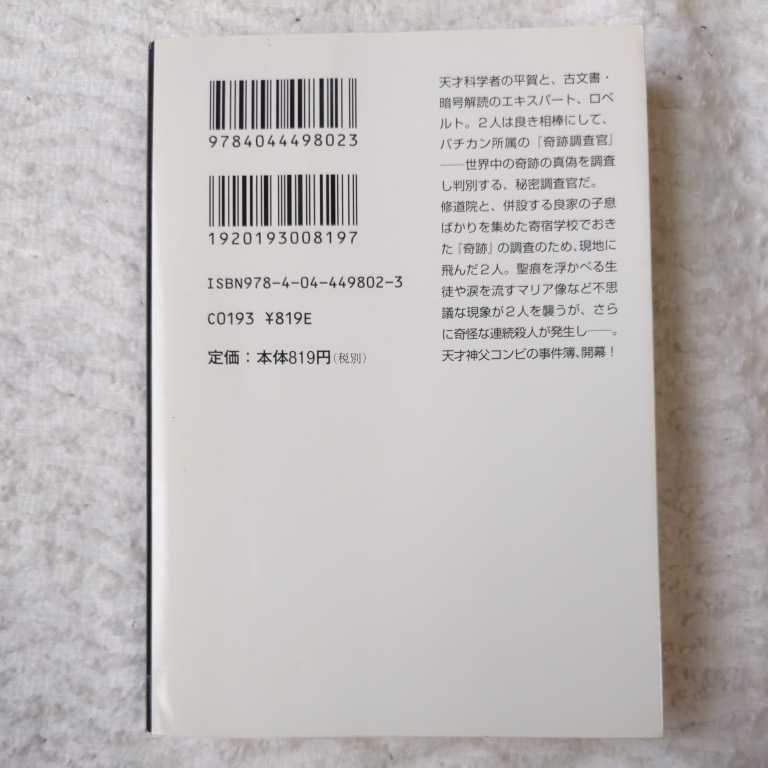 9784044498023
1920193008197
ISBN978-4-04-449802-3
C0193 ¥819E
定価：本体819円(税別)
天才科学者の平賀と、古文書・
暗号解読のエキスパート、ロベ
ルト。2人は良き相棒にして、
バチカン所属の『奇跡調査官』
──世界中の奇跡の真偽を調査
し判別する、秘密調査官だ。
修道院と、併設する良家の子息
ばかりを集めた寄宿学校でおき
た『奇跡』の調査のため、現地に
飛んだ2人。聖痕を浮かべる生
徒や涙を流すマリア像など不思
議な現象が2人を襲うが、さら
に奇怪な連続殺人が発生し──。
天才神父コンビの事件簿、開幕！